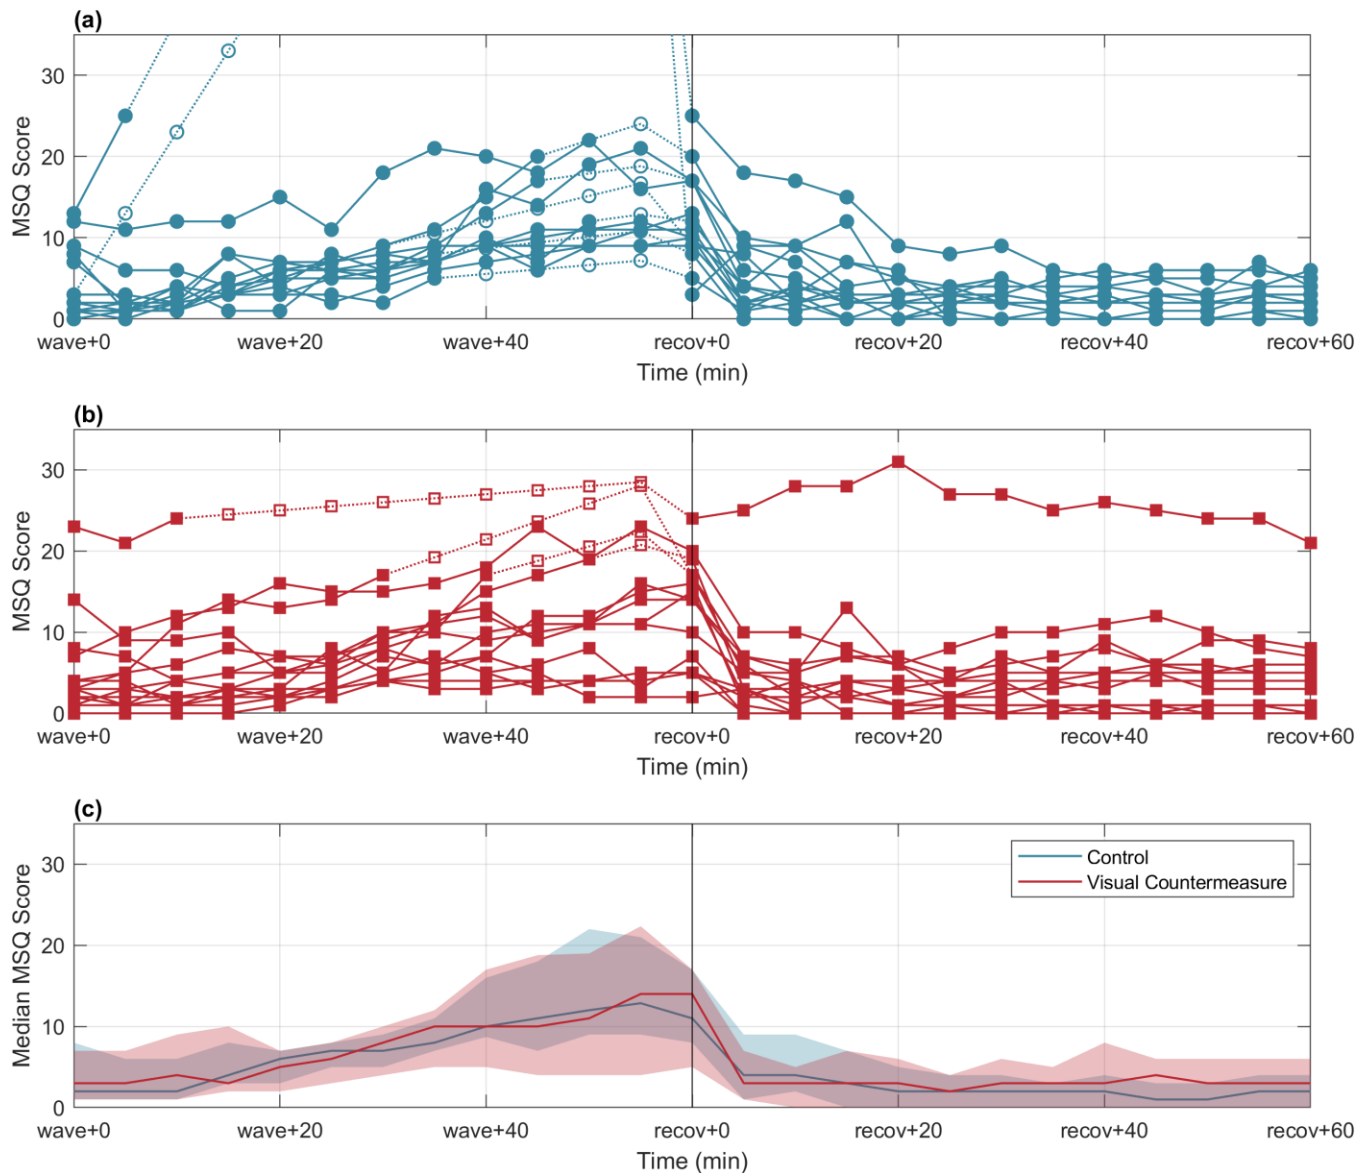 (a)
MSQ Score
30
20
10
0
wave+0 wave+20 wave+40 recov+0 recov+20 recov+40 recov+60
Time (min)
(b)
MSQ Score
30
20
10
0
wave+0 wave+20 wave+40 recov+0 recov+20 recov+40 recov+60
Time (min)
(c)
Median MSQ Score
30
20
10
0
Control
Visual Countermeasure
wave+0 wave+20 wave+40 recov+0 recov+20 recov+40 recov+60
Time (min)